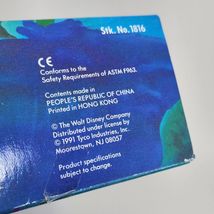 Stk. No. 1816
CE
Conforms to the
Safety Requirements of ASTM F963.
Contents made in
PEOPLE'S REPUBLIC OF CHINA
Printed in HONG KONG
© The Walt Disney Company
Distributed under license by
© 1991 Tyco Industries, Inc.
Moorestown, NJ 08057
Product specifications
subject to change.